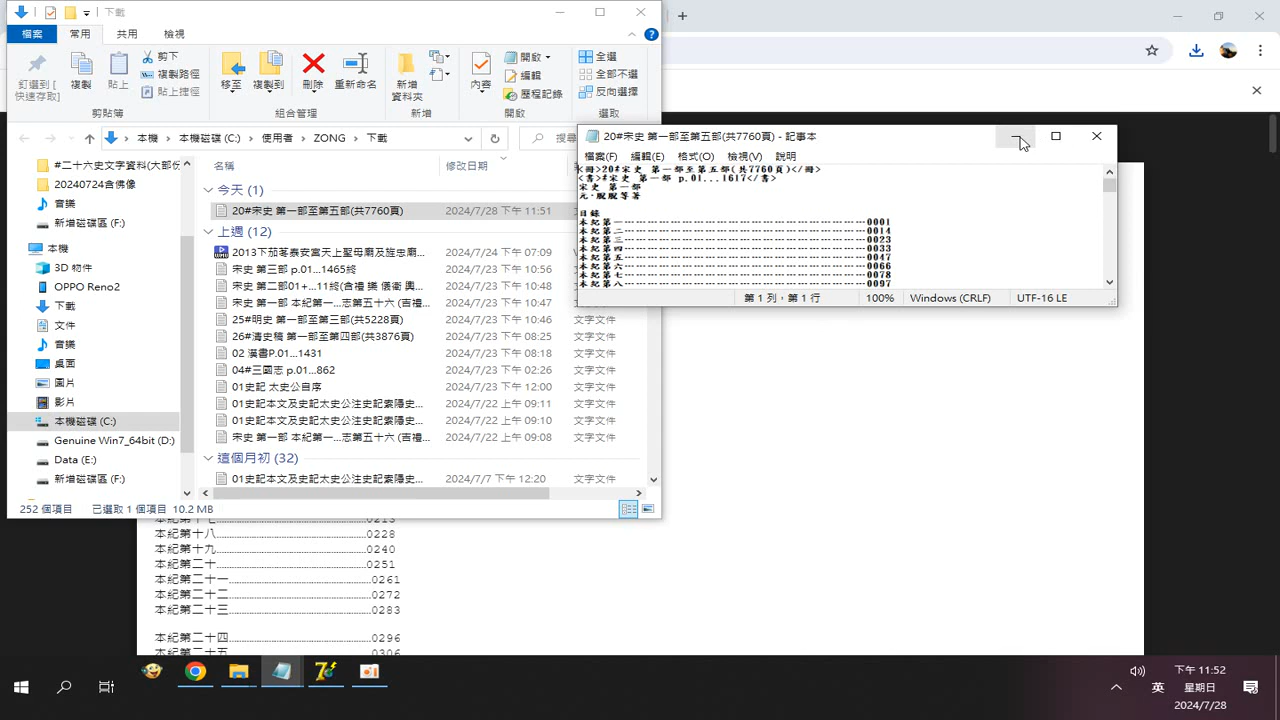 下載
檔案 常用 共用 檢視
釘選到 [快速存取] 複製 貼上 剪下 複製路徑 貼上捷徑
移至 複製到 刪除 重新命名
新增資料夾
內容 開啟 編輯 歷程記錄
全選 全部不選 反向選擇
剪貼簿 組合管理 新增 開啟 選取
本機 本機磁碟 (C:) 使用者 ZONG 下載
#二十六史文字資料(大部份
20240724含佛像
音樂
新增磁碟區 (F:)
本機
3D 物件
OPPO Reno2
下載
文件
音樂
桌面
圖片
影片
本機磁碟 (C:)
Genuine Win7_64bit (D:)
Data (E:)
新增磁碟區 (F:)
名稱 修改日期
今天 (1)
20#宋史 第一部至第五部(共7760頁) 2024/7/28 下午 11:51
上週 (12)
2013下茄苳泰安宮天上聖母廟及旌忠廟... 2024/7/24 下午 07:09
宋史 第三部 p.01...1465終 2024/7/23 下午 10:56
宋史 第二部01+...11終(含禮 樂 儀衛 輿... 2024/7/23 下午 10:48
宋史 第一部 本紀第一...志第五十六 (吉禮... 2024/7/23 下午 10:47
25#明史 第一部至第三部(共5228頁) 2024/7/23 下午 10:46 文字文件
26#清史稿 第一部至第四部(共3876頁) 2024/7/23 下午 08:25 文字文件
02 漢書P.01...1431 2024/7/23 下午 08:18 文字文件
04#三國志 p.01...862 2024/7/23 下午 02:26 文字文件
01史記 太史公自序 2024/7/23 下午 12:00 文字文件
01史記本文及史記太史公注史記索隱史... 2024/7/22 下午 09:11 文字文件
01史記本文及史記太史公注史記索隱史... 2024/7/22 下午 09:10 文字文件
宋史 第一部 本紀第一...志第五十六 (吉禮... 2024/7/22 下午 09:08 文字文件
這個月初 (32)
01史記本文及史記太史公注史記索隱史... 2024/7/7 下午 12:20 文字文件
252 個項目 已選取 1 個項目 10.2 MB
20#宋史 第一部至第五部(共7760頁) - 記事本
檔案(F) 編輯(E) 格式(O) 檢視(V) 說明
<冊>20#宋史 第一部至第五部(共7760頁)</冊>
<書>#宋史 第一部 p.01...1617</書>
宋史 第一部
元·脫脫等著
目錄
本紀第一………0001
本紀第二………0014
本紀第三………0023
本紀第四………0033
本紀第五………0047
本紀第六………0066
本紀第七………0078
本紀第八………0097
第 1 列，第 1 行 100% Windows (CRLF) UTF-16 LE
本紀第十七………0213
本紀第十八………0228
本紀第十九………0240
本紀第二十………0251
本紀第二十一………0261
本紀第二十二………0272
本紀第二十三………0283
本紀第二十四………0296
本紀第二十五………0306
英
下午 11:52
星期日
2024/7/28